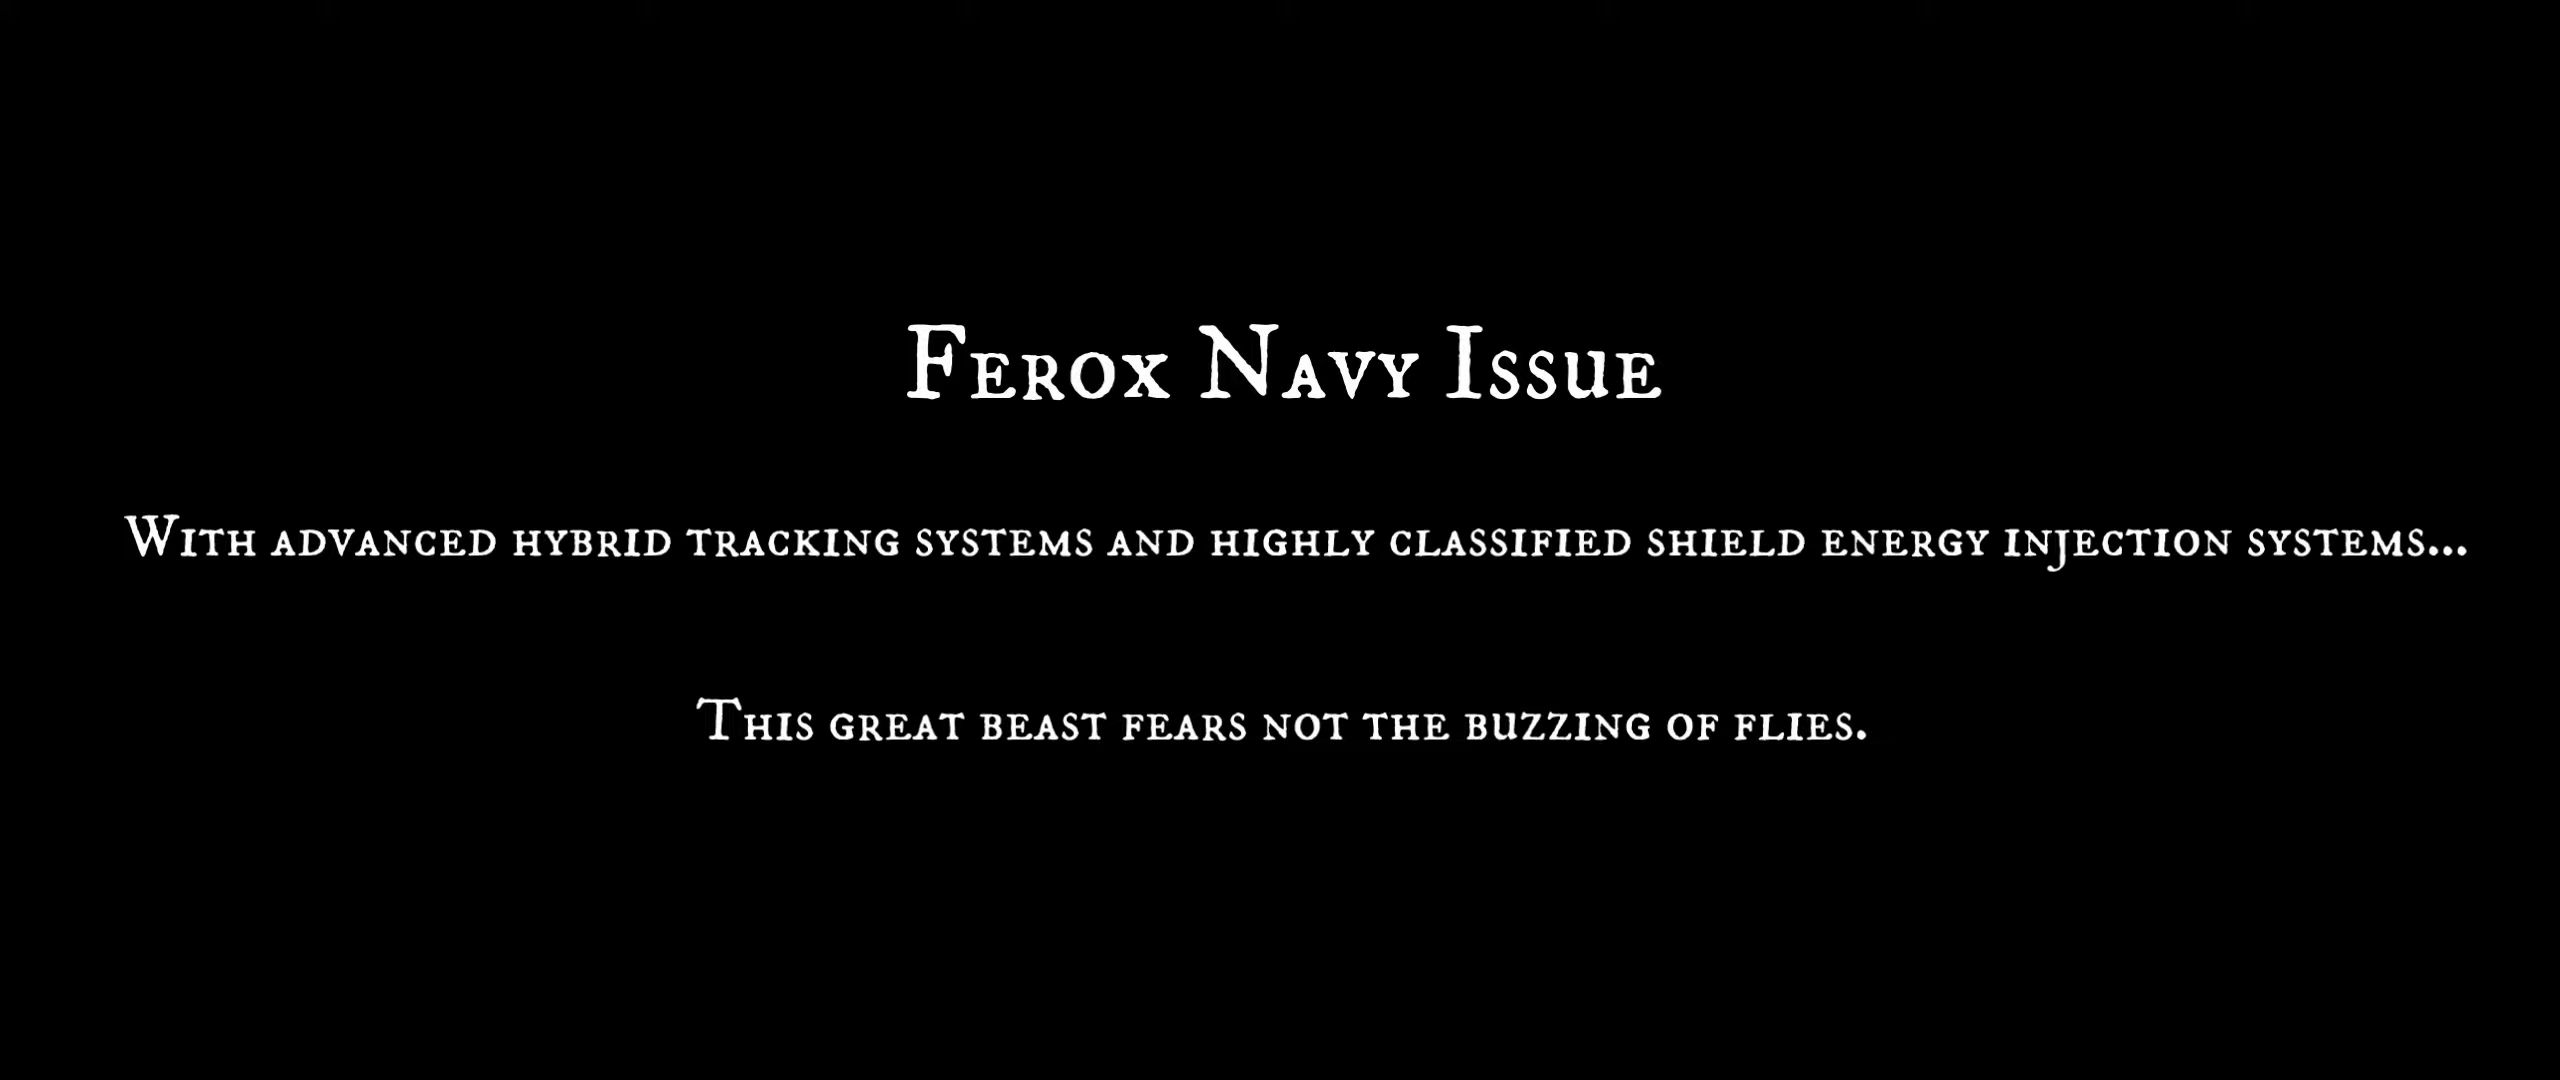 Ferox Navy Issue
With advanced hybrid tracking systems and highly classified shield energy injection systems...
This great beast fears not the buzzing of flies.